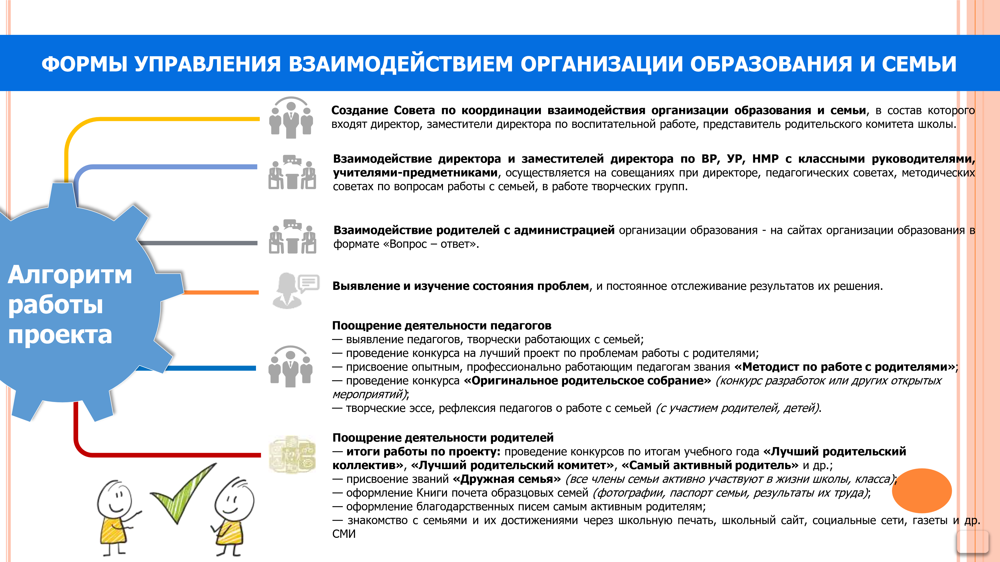 ФОРМЫ УПРАВЛЕНИЯ ВЗАИМОДЕЙСТВИЕМ ОРГАНИЗАЦИИ ОБРАЗОВАНИЯ И СЕМЬИ
Создание Совета по координации взаимодействия организации образования и семьи, в состав которого
входят директор, заместители директора по воспитательной работе, представитель родительского комитета школы.
Взаимодействие директора и заместителей директора по ВР, УР, НМР с классными руководителями,
учителями-предметниками, осуществляется на совещаниях при директоре, педагогических советах, методических
советах по вопросам работы с семьей, в работе творческих групп.
Взаимодействие родителей с администрацией организации образования - на сайтах организации образования в
формате «Вопрос – ответ».
Алгоритм
работы
проекта
Выявление и изучение состояния проблем, и постоянное отслеживание результатов их решения.
Поощрение деятельности педагогов
— выявление педагогов, творчески работающих с семьей;
— проведение конкурса на лучший проект по проблемам работы с родителями;
— присвоение опытным, профессионально работающим педагогам звания «Методист по работе с родителями»;
— проведение конкурса «Оригинальное родительское собрание» (конкурс разработок или других открытых
мероприятий);
— творческие эссе, рефлексия педагогов о работе с семьей (с участием родителей, детей).
Поощрение деятельности родителей
— итоги работы по проекту: проведение конкурсов по итогам учебного года «Лучший родительский
коллектив», «Лучший родительский комитет», «Самый активный родитель» и др.;
— присвоение званий «Дружная семья» (все члены семьи активно участвуют в жизни школы, класса);
— оформление Книги почета образцовых семей (фотографии, паспорт семьи, результаты их труда);
— оформление благодарственных писем самым активным родителям;
— знакомство с семьями и их достижениями через школьную печать, школьный сайт, социальные сети, газеты и др.
СМИ